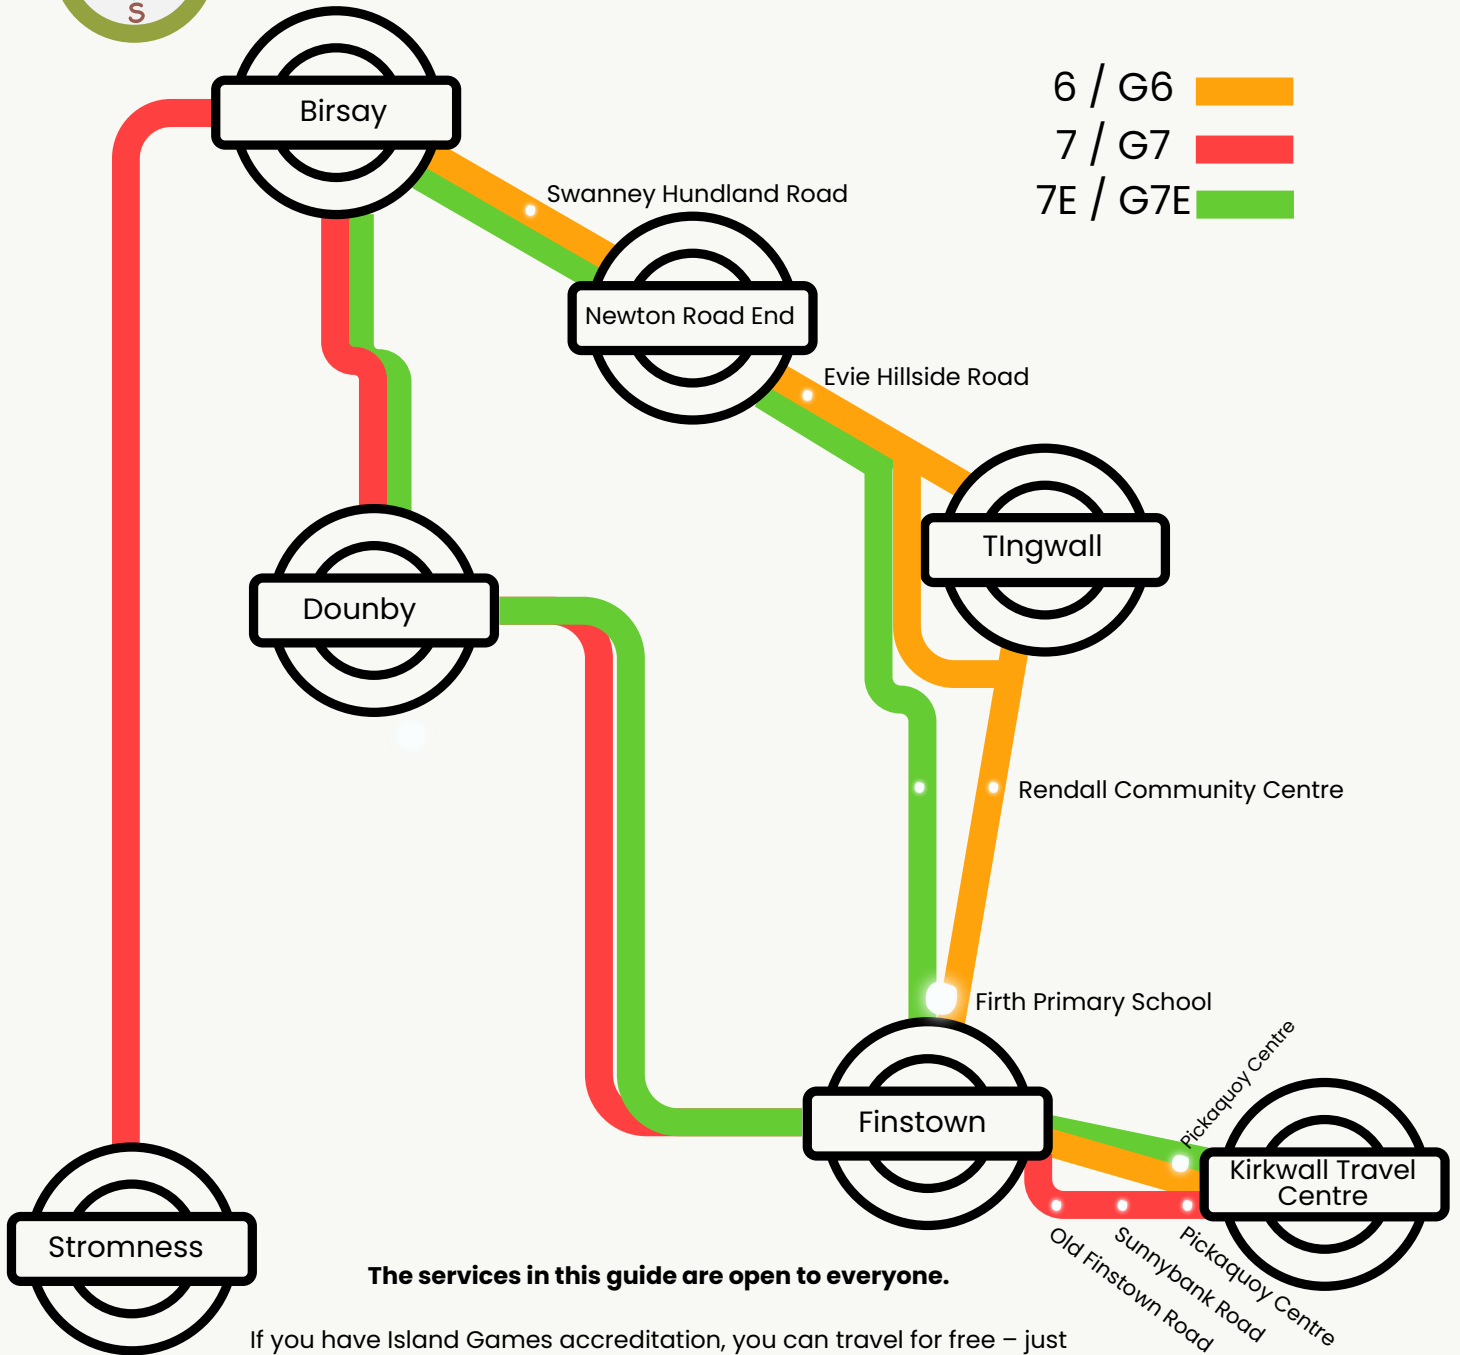 S
Birsay
6 / G6
7 / G7
7E / G7E
Swanney Hundland Road
Newton Road End
Evie Hillside Road
TIngwall
Dounby
Rendall Community Centre
Firth Primary School
Pickaquoy Centre
Finstown
Kirkwall Travel
Centre
Old Finstown Road
Sunnybank Road
Pickaquoy Centre
Stromness
The services in this guide are open to everyone.
If you have Island Games accreditation, you can travel for free – just